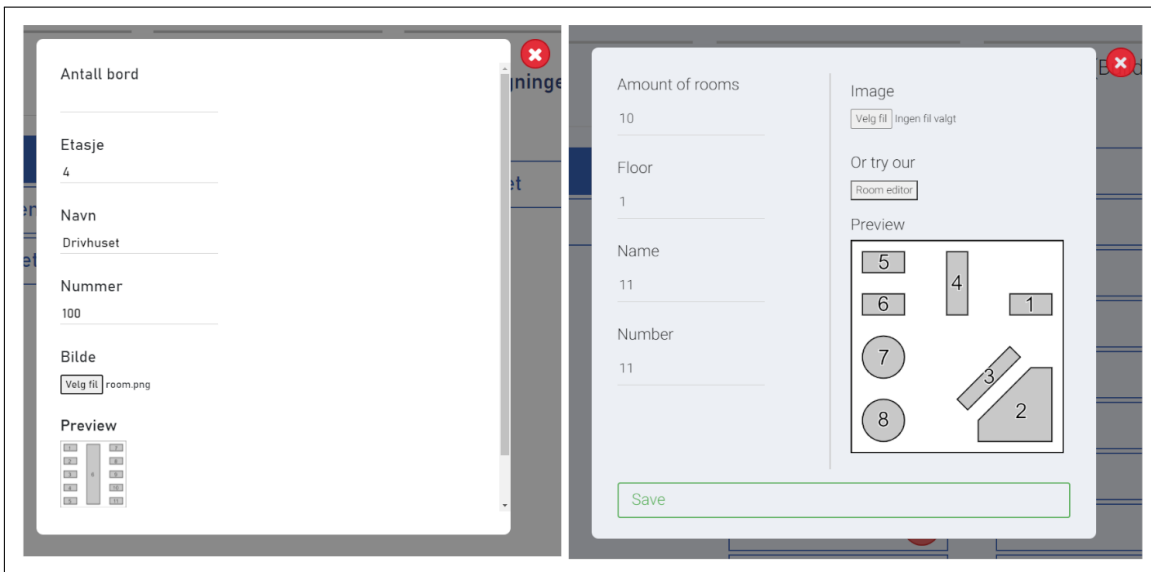 Antall bord
Etasje
4
Navn
Drivhuset
Nummer
100
Bilde
Velg fil room.png
Preview
Amount of rooms
10
Floor
1
Name
11
Number
11
Image
Velg fil Ingen fil valgt
Or try our
Room editor
Preview
5
4
6
1
7
3
2
8
Save